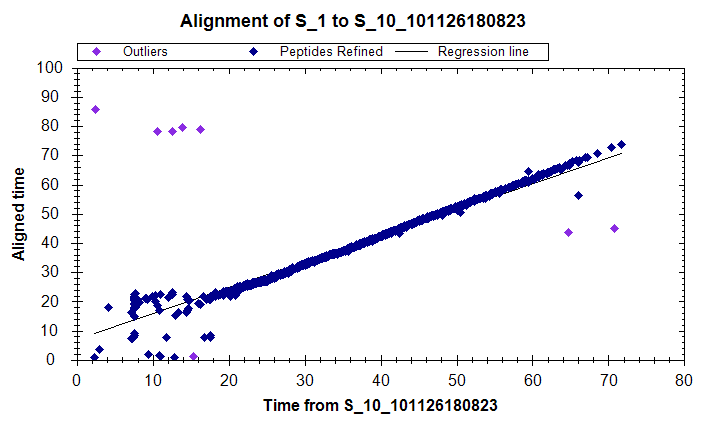 Alignment of S_1 to S_10_101126180823
Outliers Peptides Refined Regression line
100
90
80
70
60
50
40
30
20
10
0
Aligned time
0 10 20 30 40 50 60 70 80
Time from S_10_101126180823